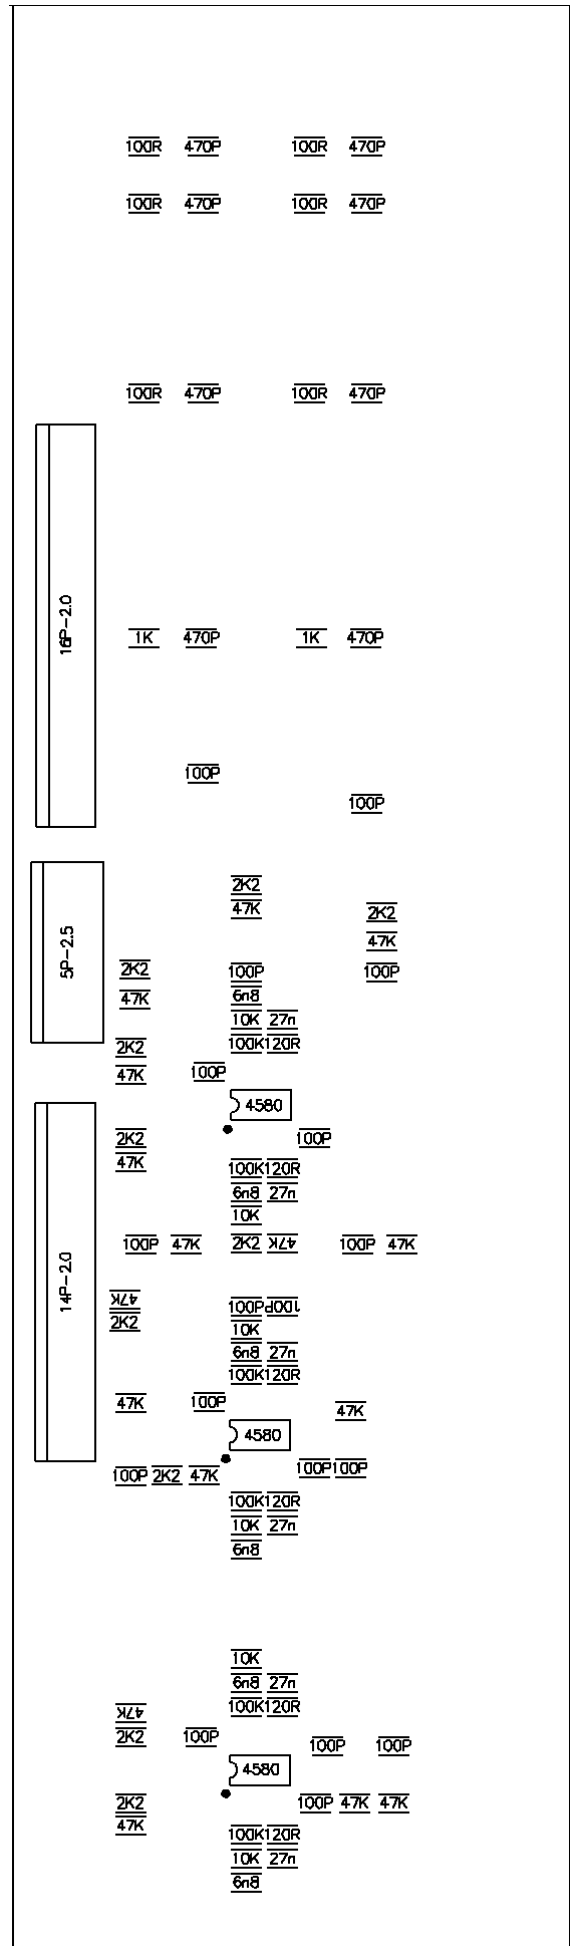 100R 470P 100R 470P
100R 470P 100R 470P
100R 470P 100R 470P
16P-2.0
1K 470P 1K 470P
100P
100P
2K2
47K 2K2
5P-2.5
47K
2K2 100P 100P
47K 6n8
10K 27n
2K2 100K 120R
47K 100P
4580
2K2 100P
47K 100K 120R
6n8 27n
10K
100P 47K 2K2 47K 100P 47K
14P-2.0
47K 100P 100P
2K2 10K
6n8 27n
100K 120R
47K 100P 47K
4580
100P 2K2 47K 100P 100P
100K 120R
10K 27n
6n8
10K
6n8 27n
47K 100K 120R
2K2 100P 100P 100P
4580
2K2 100P 47K 47K
47K 100K 120R
10K 27n
6n8